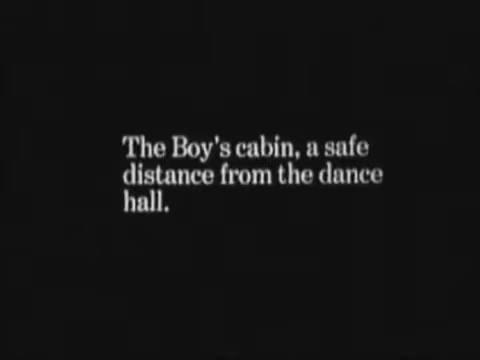 The Boy's cabin, a safe
distance from the dance
hall.